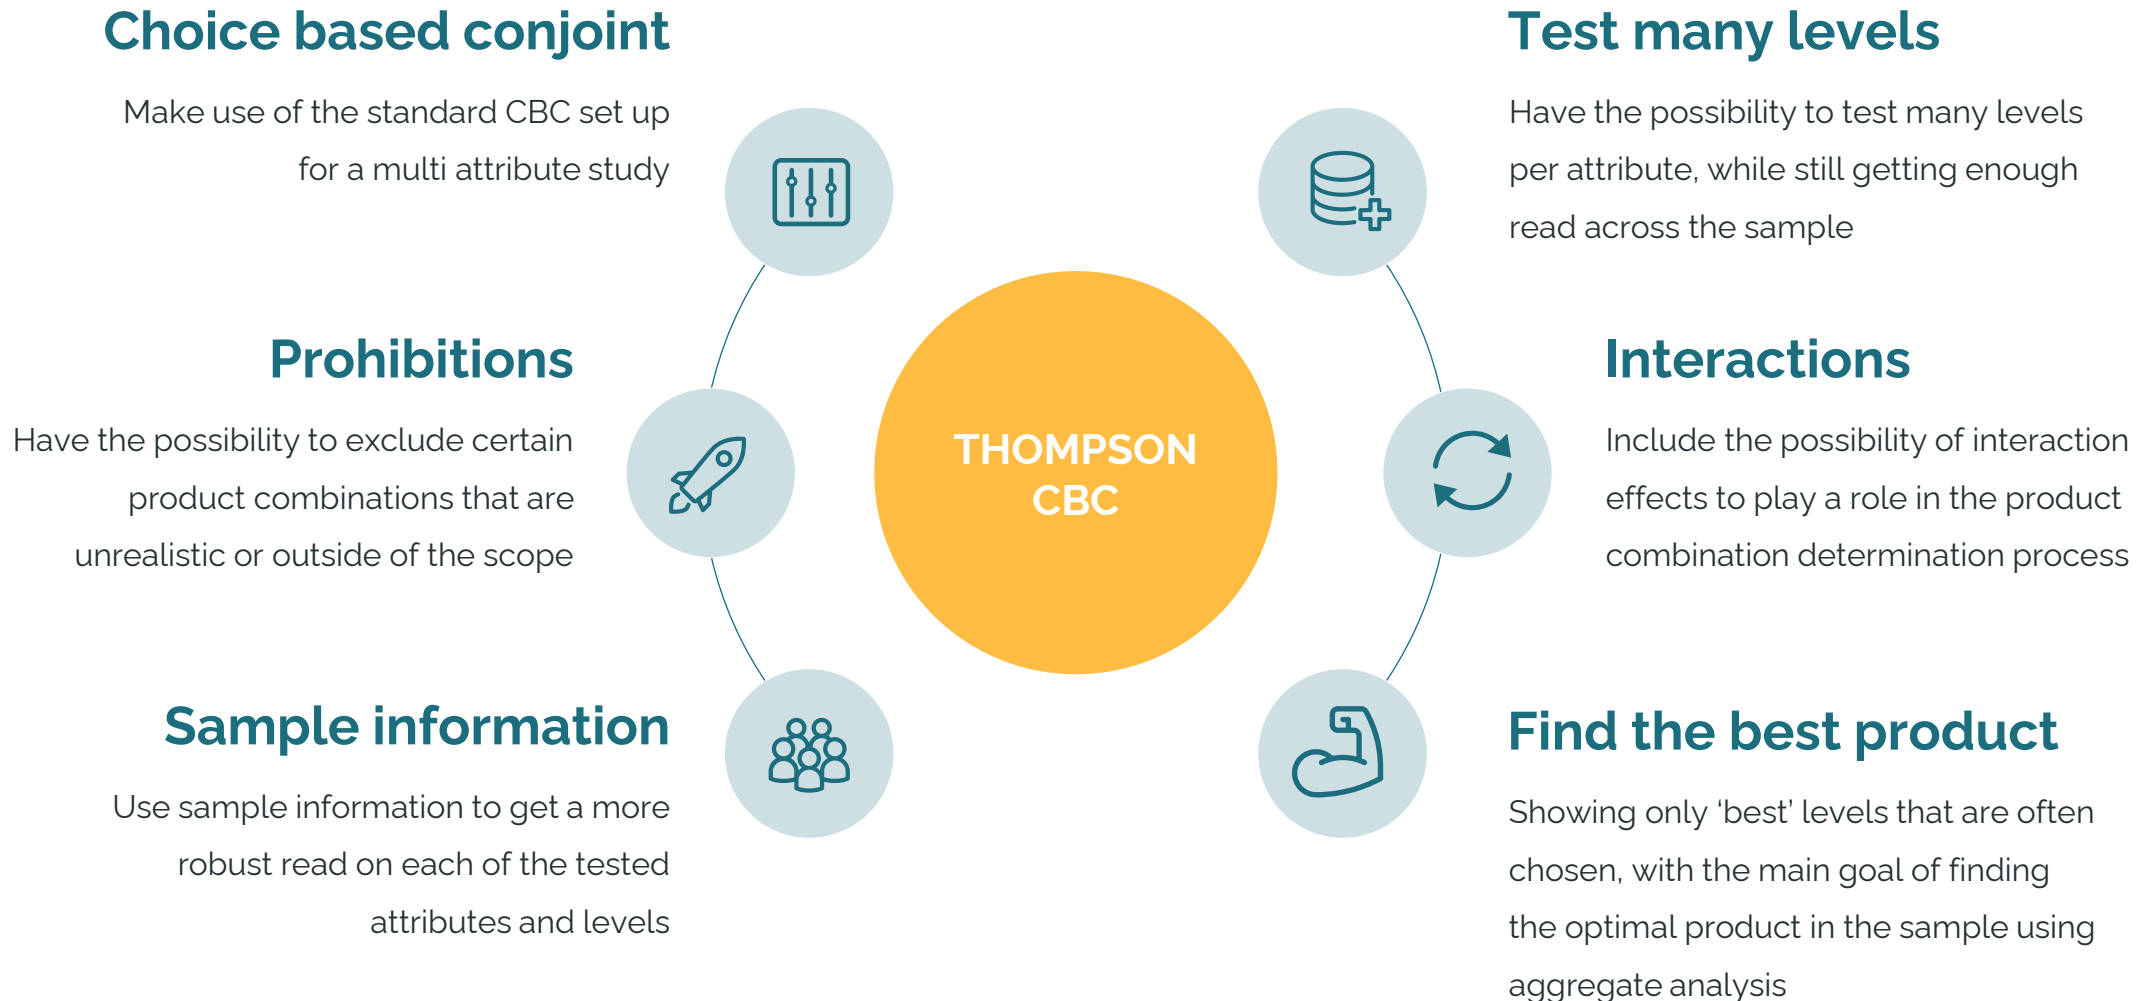 Choice based conjoint
Make use of the standard CBC set up
for a multi attribute study
Prohibitions
Have the possibility to exclude certain
product combinations that are
unrealistic or outside of the scope
Sample information
Use sample information to get a more
robust read on each of the tested
attributes and levels
THOMPSON
CBC
Test many levels
Have the possibility to test many levels
per attribute, while still getting enough
read across the sample
Interactions
Include the possibility of interaction
effects to play a role in the product
combination determination process
Find the best product
Showing only ‘best’ levels that are often
chosen, with the main goal of finding
the optimal product in the sample using
aggregate analysis